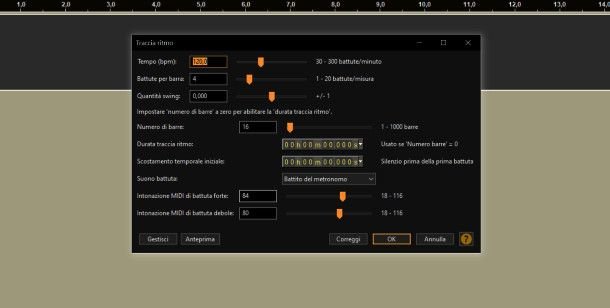 1,0 2,0 3,0 4,0 5,0 6,0 7,0 8,0 9,0 10,0 11,0 12,0 13,0 14,0
Traccia ritmo
Tempo (bpm): 120,0 30 - 300 battute/minuto
Battute per barra: 4 1 - 20 battute/misura
Quantità swing: 0,000 +/- 1
Impostare 'numero di barre' a zero per abilitare la 'durata traccia ritmo'.
Numero di barre: 16 1 - 1000 barre
Durata traccia ritmo: 00h00m00,000s Usato se 'Numero barre' = 0
Scostamento temporale iniziale: 00h00m00,000s Silenzio prima della prima battuta
Suono battuta: Battito del metronomo
Intonazione MIDI di battuta forte: 84 18 - 116
Intonazione MIDI di battuta debole: 80 18 - 116
Gestisci Anteprima Correggi OK Annulla ?